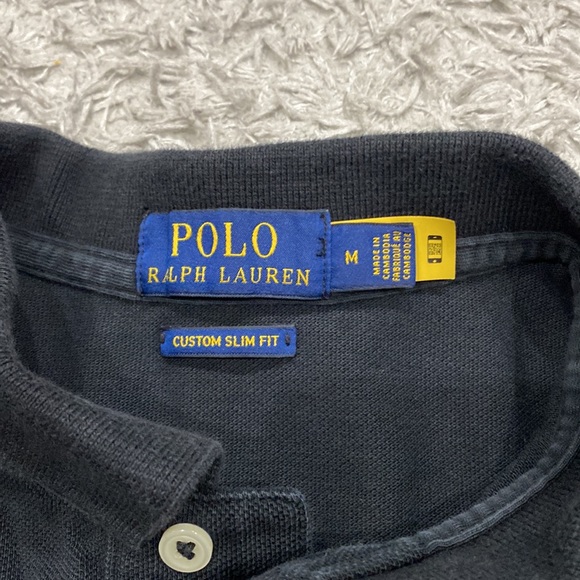 POLO
RALPH LAUREN
M
MADE IN
CAMBODIA
FABRIQUÉ AU
CAMBODGE
CUSTOM SLIM FIT